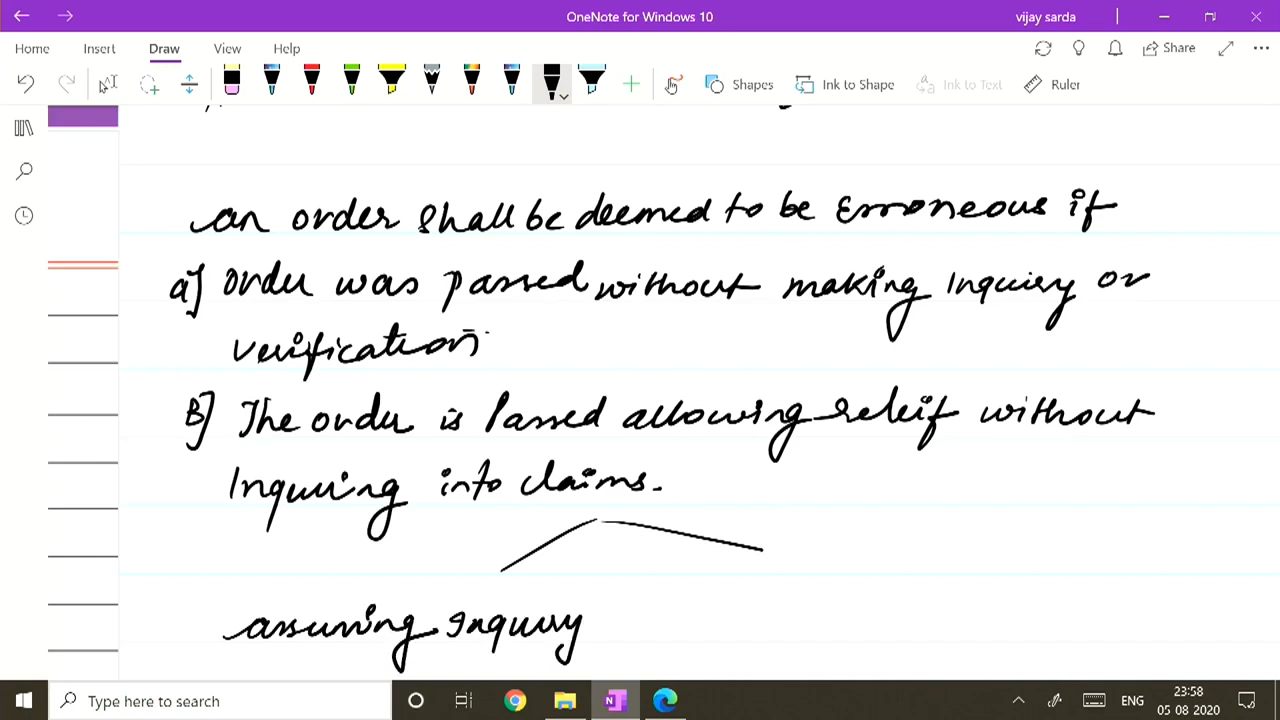 OneNote for Windows 10
vijay sarda
Home Insert Draw View Help
Share
Shapes Ink to Shape Ink to Text Ruler
an order shall be deemed to be Erroneous if
a] order was passed without making Inquiry or
verification
B] The order is Passed allowing releif without
Inquiring into claims.
assuming Inquiry
Type here to search
ENG
23:58
05-08-2020